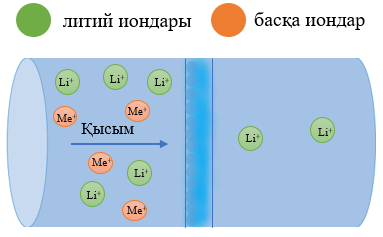 литий иондары басқа иондар
Li⁺ Li⁺ Li⁺
Me⁺ Me⁺
Қысым
Li⁺ Li⁺
Me⁺ Li⁺
Li⁺ Me⁺